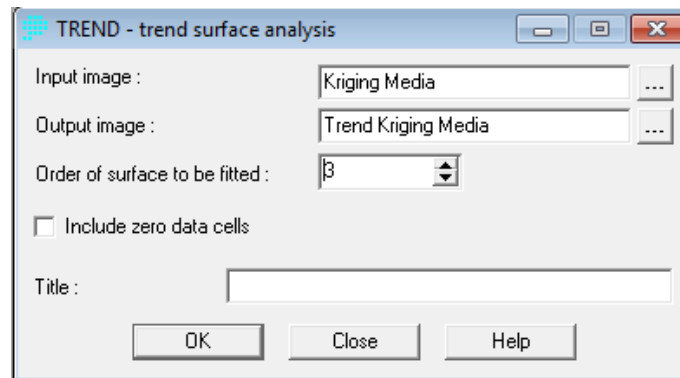 TREND - trend surface analysis
Input image : Kriging Media ...
Output image : Trend Kriging Media ...
Order of surface to be fitted : 3
Include zero data cells
Title :
OK Close Help